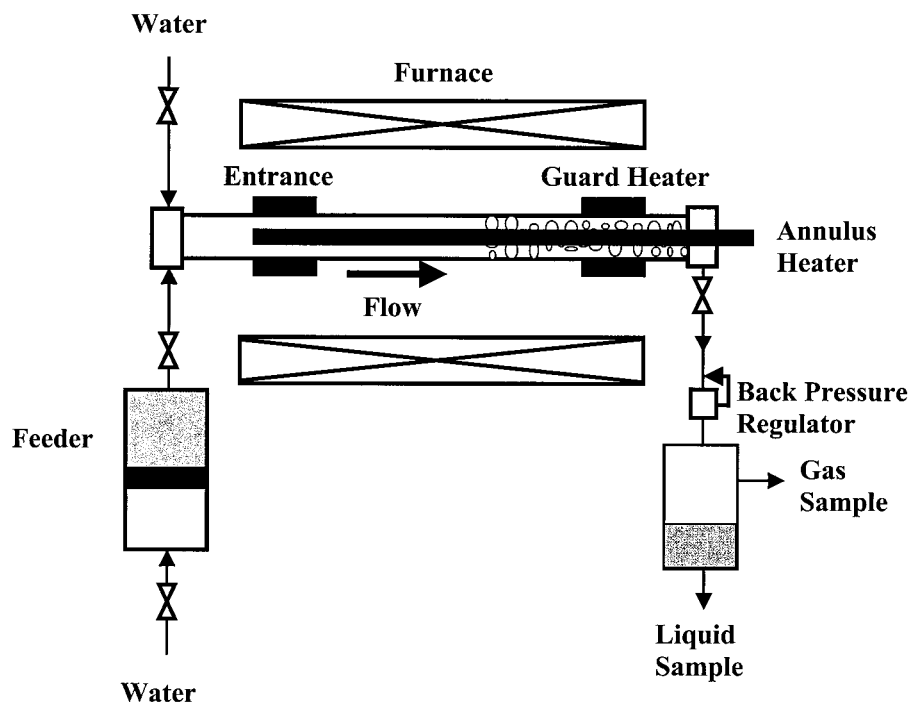 Water
Furnace
Entrance
Guard Heater
Annulus
Heater
Flow
Back Pressure
Regulator
Feeder
Gas
Sample
Liquid
Sample
Water